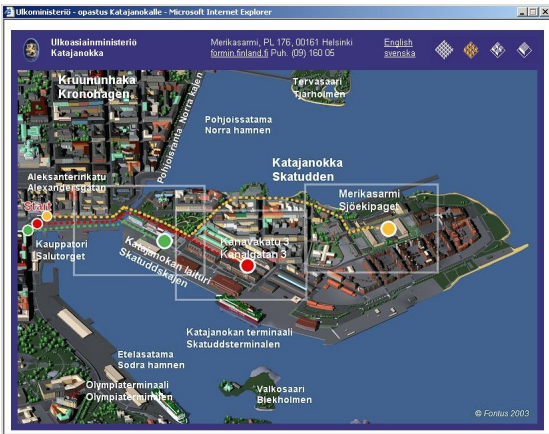 Ulkoministeriö - opastus Katajanokalle - Microsoft Internet Explorer
Ulkoasiainministeriö
Katajanokka
Merikasarmi, PL 176, 00161 Helsinki
formin.finland.fi Puh. (09) 160 05
English
svenska
Kruununhaka
Kronohagen
Pohjoisranta Norra kajen
Tervasaari
Tjärholmen
Pohjoissatama
Norra hamnen
Katajanokka
Skatudden
Aleksanterinkatu
Alexandersgatan
Merikasarmi
Sjöekipaget
Start
Kauppatori
Salutorget
Katajanokan laituri
Skatuddskajen
Kanavakatu 3
Kanalgatan 3
Katajanokan terminaali
Skatuddsterminalen
Eteläsatama
Södra hamnen
Olympiaterminaali
Olympiaterminalen
Valkosaari
Blekholmen
© Fontus 2003